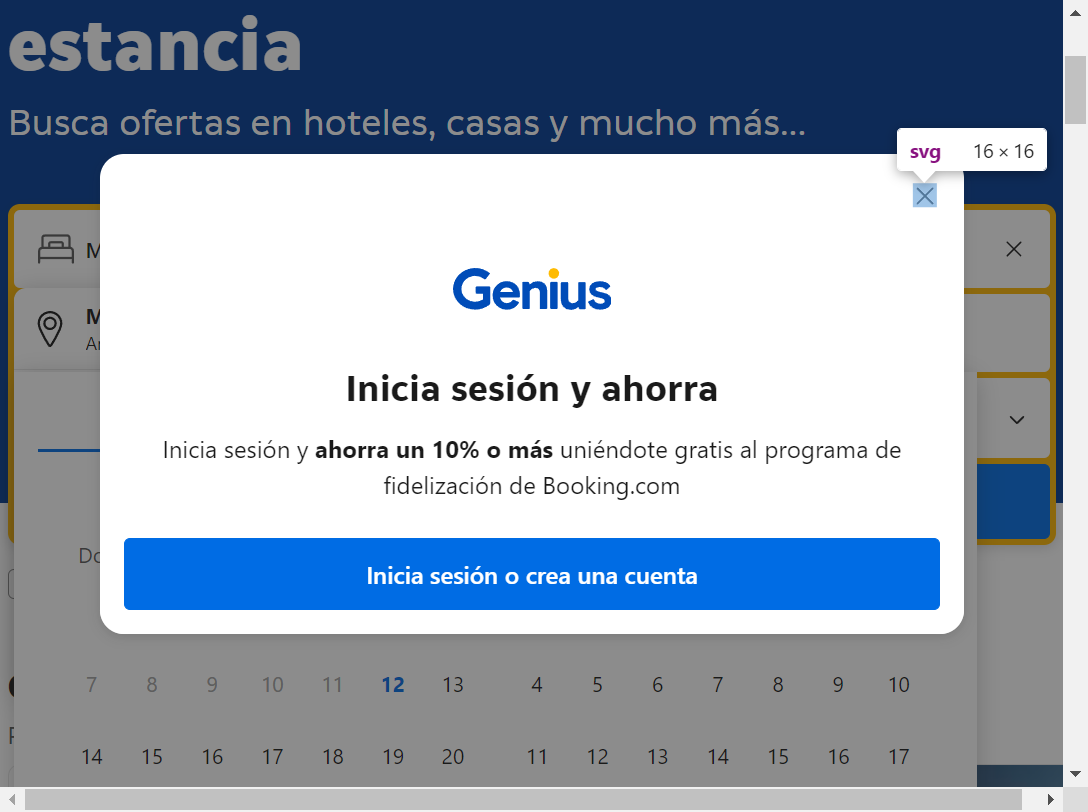 estancia
Busca ofertas en hoteles, casas y mucho más...
svg 16 × 16
M
M
Genius
Inicia sesión y ahorra
Inicia sesión y ahorra un 10% o más uniéndote gratis al programa de
fidelización de Booking.com
Do
Inicia sesión o crea una cuenta
7 8 9 10 11 12 13 4 5 6 7 8 9 10
14 15 16 17 18 19 20 11 12 13 14 15 16 17